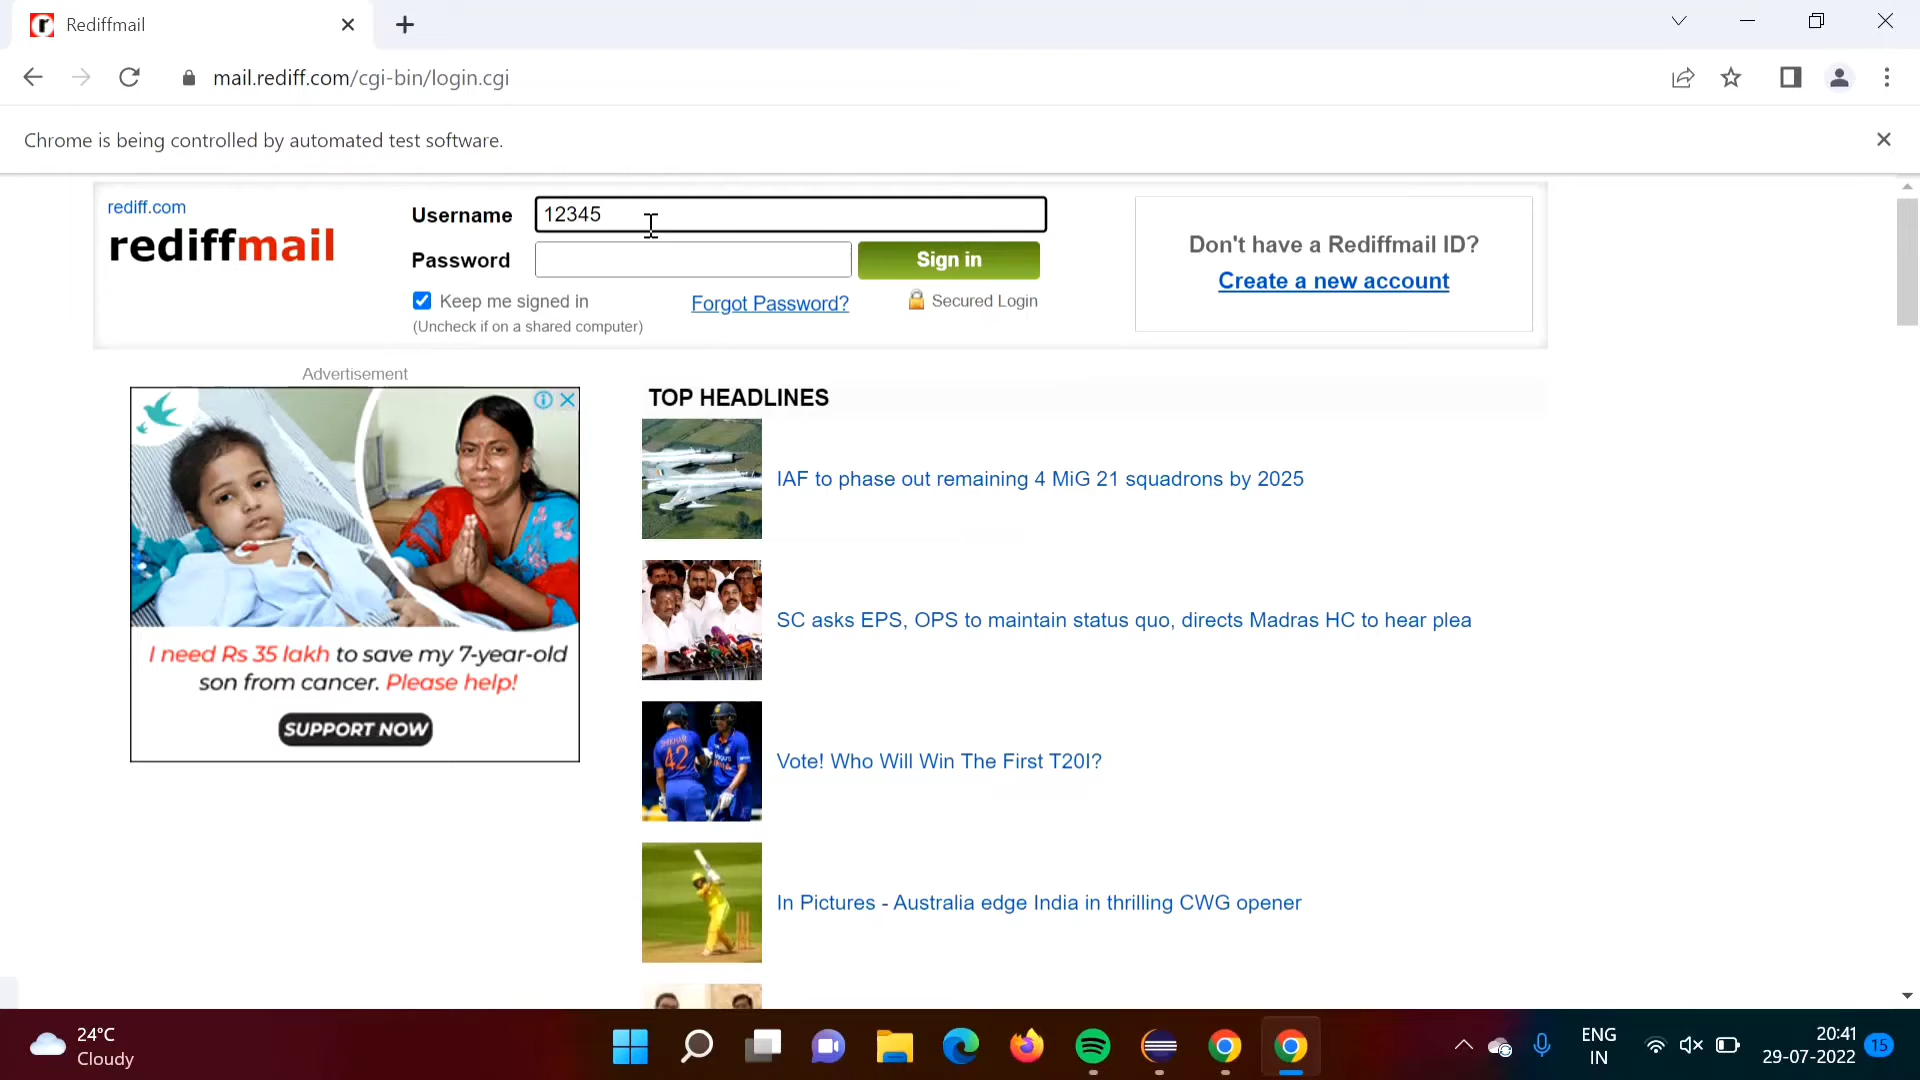 Rediffmail
mail.rediff.com/cgi-bin/login.cgi
Chrome is being controlled by automated test software.
rediff.com
rediffmail
Username 12345
Password
Sign in
Keep me signed in
(Uncheck if on a shared computer)
Forgot Password?
Secured Login
Don't have a Rediffmail ID?
Create a new account
Advertisement
I need Rs 35 lakh to save my 7-year-old
son from cancer. Please help!
SUPPORT NOW
TOP HEADLINES
IAF to phase out remaining 4 MiG 21 squadrons by 2025
SC asks EPS, OPS to maintain status quo, directs Madras HC to hear plea
42
Vote! Who Will Win The First T20I?
In Pictures - Australia edge India in thrilling CWG opener
24°C
Cloudy
ENG
IN
20:41
29-07-2022
15